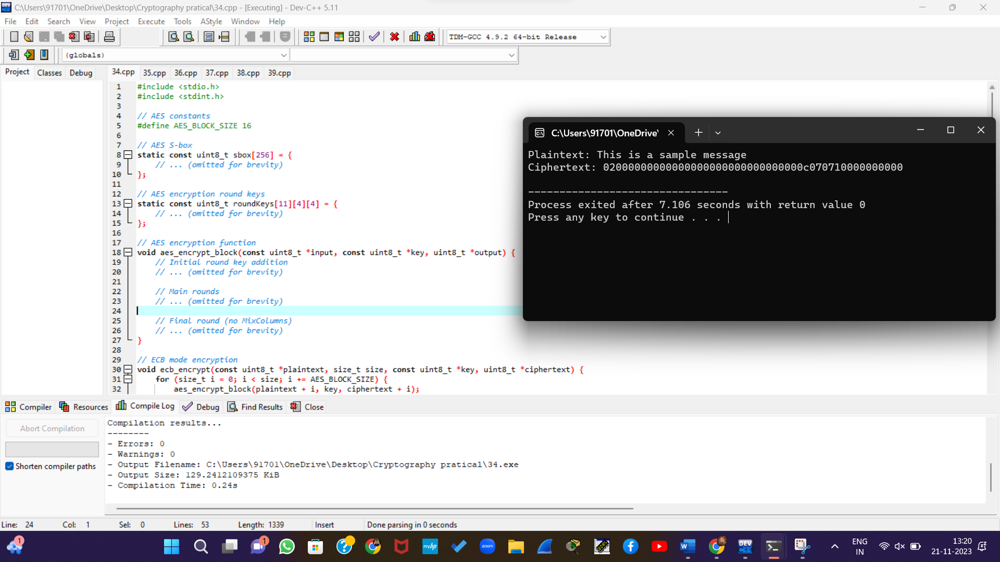 C:\Users\91701\OneDrive\Desktop\Cryptography pratical\34.cpp - [Executing] - Dev-C++ 5.11
File Edit Search View Project Execute Tools AStyle Window Help
TDM-GCC 4.9.2 64-bit Release
(globals)
Project Classes Debug
34.cpp 35.cpp 36.cpp 37.cpp 38.cpp 39.cpp
1 #include <stdio.h>
2 #include <stdint.h>
3
4 // AES constants
5 #define AES_BLOCK_SIZE 16
6
7 // AES S-box
8 static const uint8_t sbox[256] = {
9 // ... (omitted for brevity)
10 };
11
12 // AES encryption round keys
13 static const uint8_t roundKeys[11][4][4] = {
14 // ... (omitted for brevity)
15 };
16
17 // AES encryption function
18 void aes_encrypt_block(const uint8_t *input, const uint8_t *key, uint8_t *output) {
19 // Initial round key addition
20 // ... (omitted for brevity)
21
22 // Main rounds
23 // ... (omitted for brevity)
24
25 // Final round (no MixColumns)
26 // ... (omitted for brevity)
27 }
28
29 // ECB mode encryption
30 void ecb_encrypt(const uint8_t *plaintext, size_t size, const uint8_t *key, uint8_t *ciphertext) {
31 for (size_t i = 0; i < size; i += AES_BLOCK_SIZE) {
32 aes_encrypt_block(plaintext + i, key, ciphertext + i);
C:\Users\91701\OneDrive\
Plaintext: This is a sample message
Ciphertext: 02000000000000000000000000000000c070710000000000
--------------------------------
Process exited after 7.106 seconds with return value 0
Press any key to continue . . .
Compiler Resources Compile Log Debug Find Results Close
Abort Compilation
Shorten compiler paths
Compilation results...
--------
- Errors: 0
- Warnings: 0
- Output Filename: C:\Users\91701\OneDrive\Desktop\Cryptography pratical\34.exe
- Output Size: 129.2412109375 KiB
- Compilation Time: 0.24s
Line: 24 Col: 1 Sel: 0 Lines: 53 Length: 1339 Insert Done parsing in 0 seconds
1
1
myhp
zoom
DEV
ENG
IN
13:20
21-11-2023